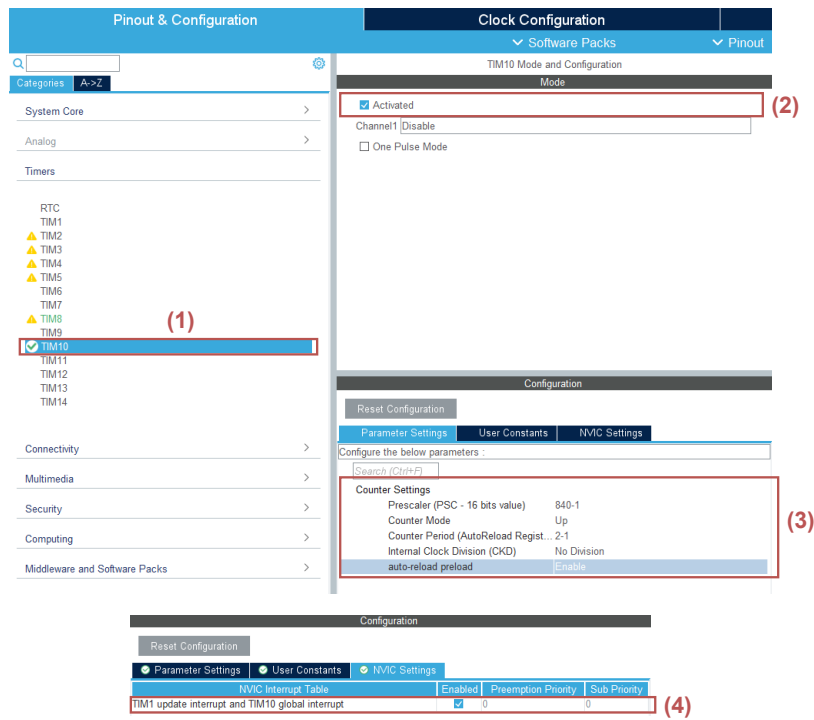 Pinout & Configuration
Clock Configuration
Software Packs
Pinout
TIM10 Mode and Configuration
Categories
A->Z
Mode
System Core
Activated
(2)
Channel1 Disable
Analog
One Pulse Mode
Timers
RTC
TIM1
TIM2
TIM3
TIM4
TIM5
TIM6
TIM7
TIM8
(1)
TIM9
TIM10
TIM11
TIM12
TIM13
TIM14
Configuration
Reset Configuration
Parameter Settings
User Constants
NVIC Settings
Connectivity
Configure the below parameters :
Multimedia
Search (Ctrl+F)
Counter Settings
Security
Prescaler (PSC - 16 bits value) 840-1
Counter Mode Up
(3)
Computing
Counter Period (AutoReload Regist... 2-1
Internal Clock Division (CKD) No Division
Middleware and Software Packs
auto-reload preload Enable
Configuration
Reset Configuration
Parameter Settings
User Constants
NVIC Settings
NVIC Interrupt Table Enabled Preemption Priority Sub Priority
TIM1 update interrupt and TIM10 global interrupt 0 0
(4)